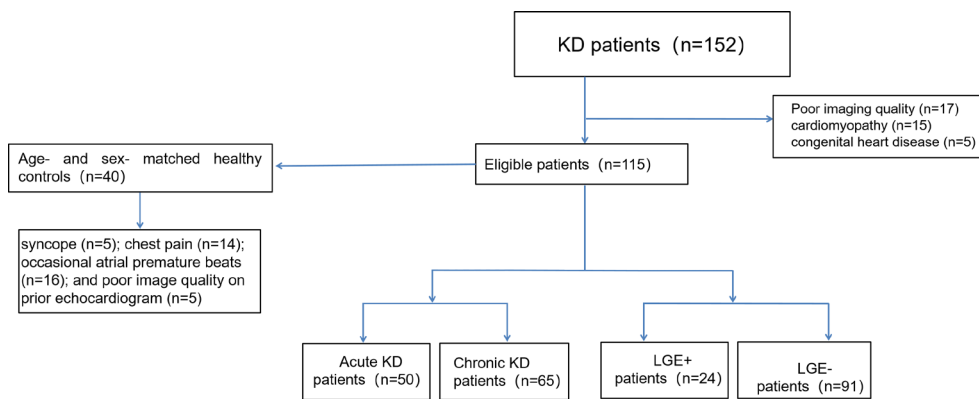 KD patients（n=152）
Poor imaging quality (n=17)
cardiomyopathy (n=15)
congenital heart disease (n=5)
Age- and sex- matched healthy
controls（n=40）
Eligible patients（n=115）
syncope (n=5); chest pain (n=14);
occasional atrial premature beats
(n=16); and poor image quality on
prior echocardiogram (n=5)
Acute KD
patients（n=50）
Chronic KD
patients（n=65）
LGE+
patients（n=24）
LGE-
patients（n=91）